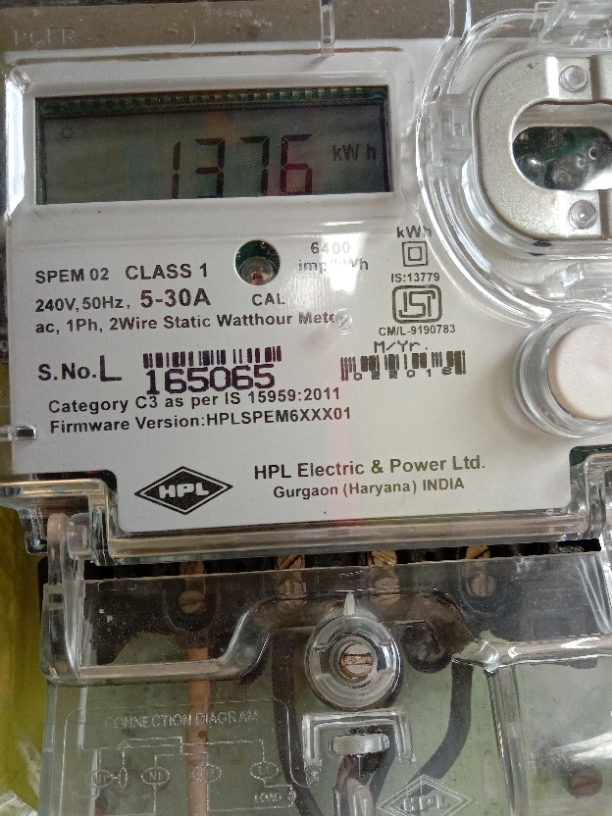 1376 kWh
6400
imp/kWh
kWh
IS:13779
SPEM 02 CLASS 1
240V, 50Hz, 5-30A CAL
ac, 1Ph, 2Wire Static Watthour Meter
CM/L-9190783
M/Yr.
S.No. L 165065
Category C3 as per IS 15959:2011
Firmware Version:HPLSPEM6XXX01
HPL
HPL Electric & Power Ltd.
Gurgaon (Haryana) INDIA
CONNECTION DIAGRAM
N1
LOAD
HPL